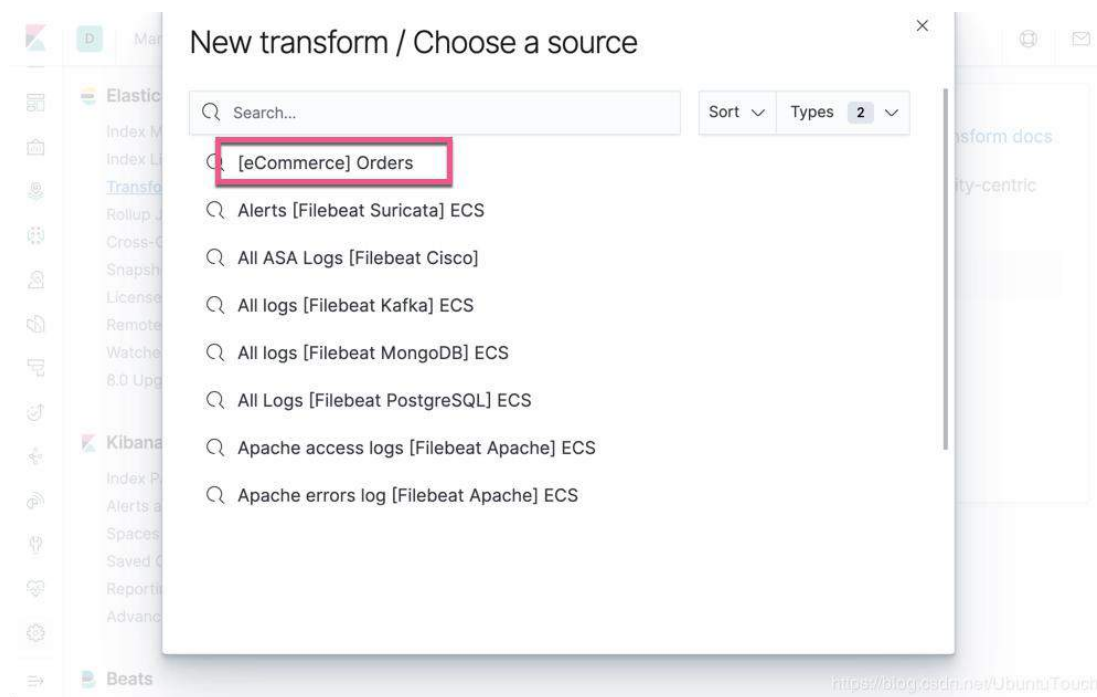 New transform / Choose a source
D
Mar
Search...
Sort
Types 2
[eCommerce] Orders
Alerts [Filebeat Suricata] ECS
All ASA Logs [Filebeat Cisco]
All logs [Filebeat Kafka] ECS
All logs [Filebeat MongoDB] ECS
All Logs [Filebeat PostgreSQL] ECS
Apache access logs [Filebeat Apache] ECS
Apache errors log [Filebeat Apache] ECS
Elastic
Index M
Index Li
Transfo
Rollup J
Cross-C
Snapsh
License
Remote
Watche
8.0 Upg
Kibana
Index P
Alerts a
Spaces
Saved O
Reporti
Advanc
Beats
nsform docs
ity-centric
https://blog.csdn.net/UbuntuTouch